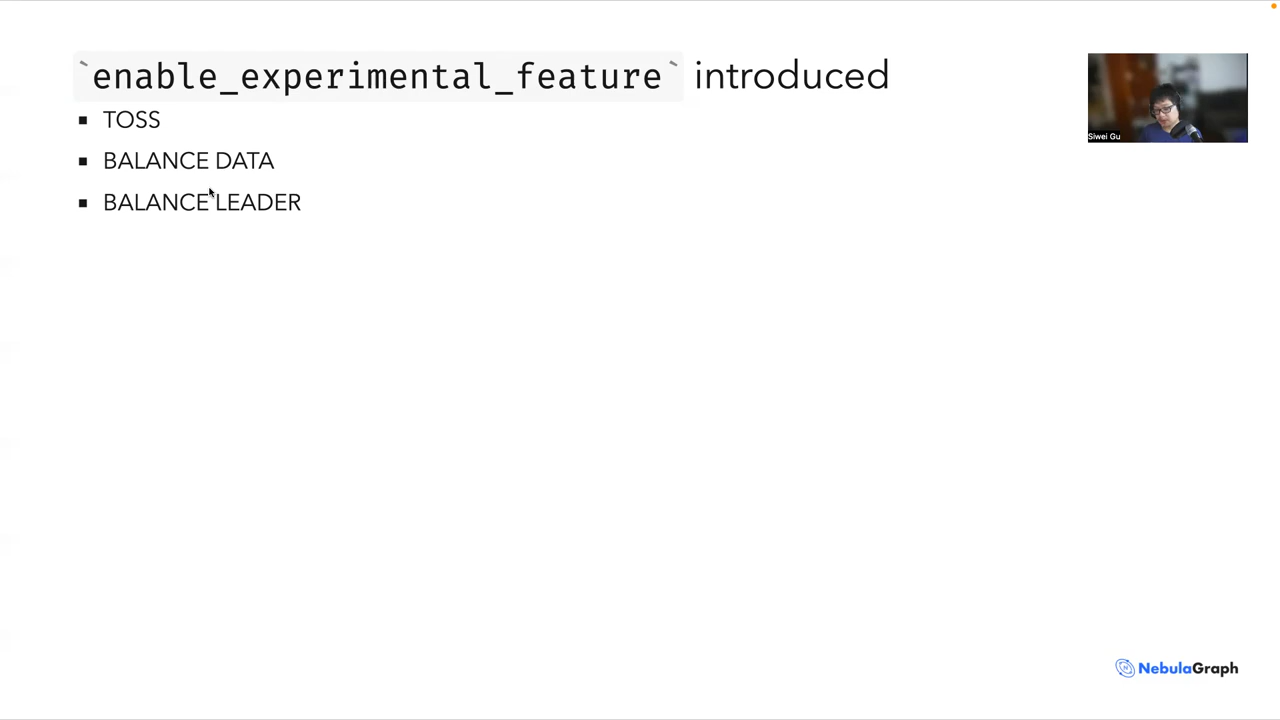 `enable_experimental_feature` introduced
TOSS
BALANCE DATA
BALANCE LEADER
Siwei Gu
NebulaGraph